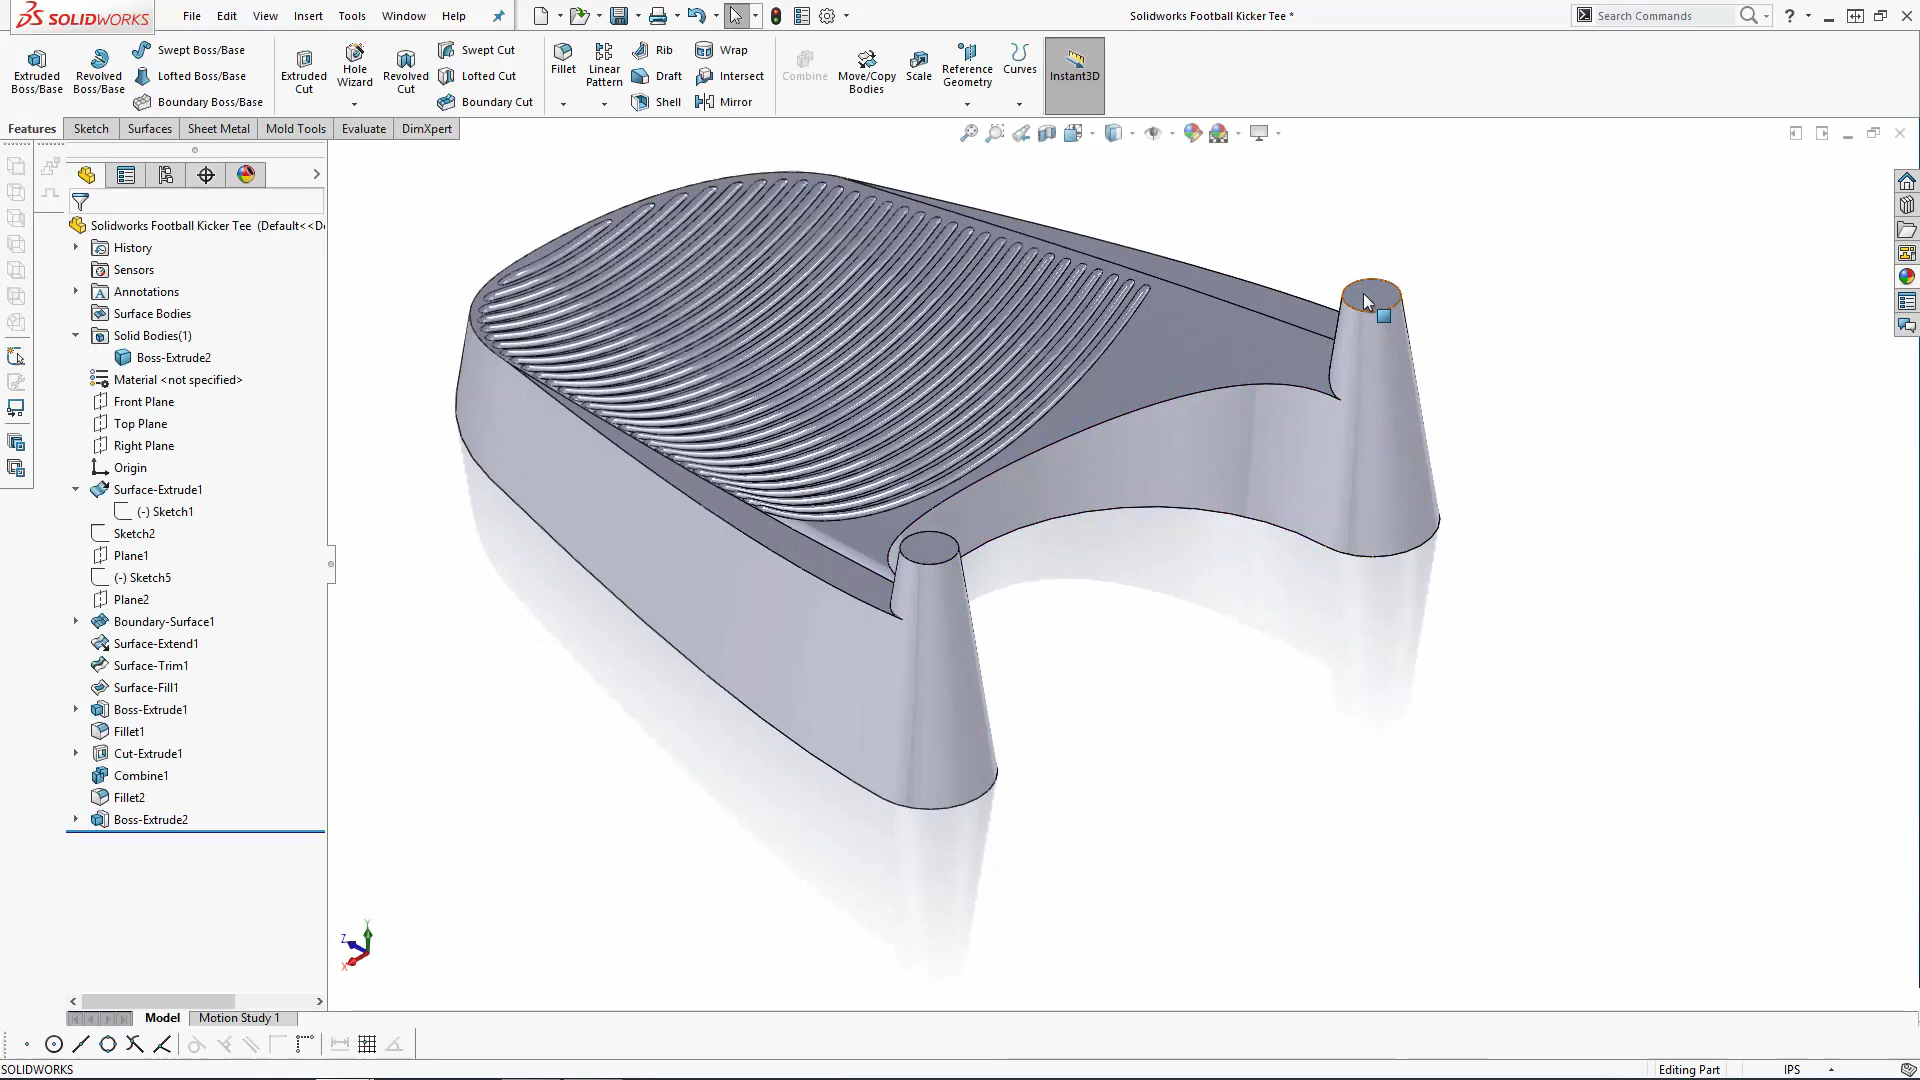 SOLIDWORKS File Edit View Insert Tools Window Help Solidworks Football Kicker Tee * Search Commands
Extruded Boss/Base
Revolved Boss/Base
Swept Boss/Base
Lofted Boss/Base
Boundary Boss/Base
Extruded Cut
Hole Wizard
Revolved Cut
Swept Cut
Lofted Cut
Boundary Cut
Fillet
Linear Pattern
Rib
Draft
Shell
Wrap
Intersect
Mirror
Combine
Move/Copy Bodies
Scale
Reference Geometry
Curves
Instant3D
Features Sketch Surfaces Sheet Metal Mold Tools Evaluate DimXpert
Solidworks Football Kicker Tee (Default<<D
History
Sensors
Annotations
Surface Bodies
Solid Bodies(1)
Boss-Extrude2
Material <not specified>
Front Plane
Top Plane
Right Plane
Origin
Surface-Extrude1
(-) Sketch1
Sketch2
Plane1
(-) Sketch5
Plane2
Boundary-Surface1
Surface-Extend1
Surface-Trim1
Surface-Fill1
Boss-Extrude1
Fillet1
Cut-Extrude1
Combine1
Fillet2
Boss-Extrude2
Y
Z
X
Model Motion Study 1
SOLIDWORKS Editing Part IPS